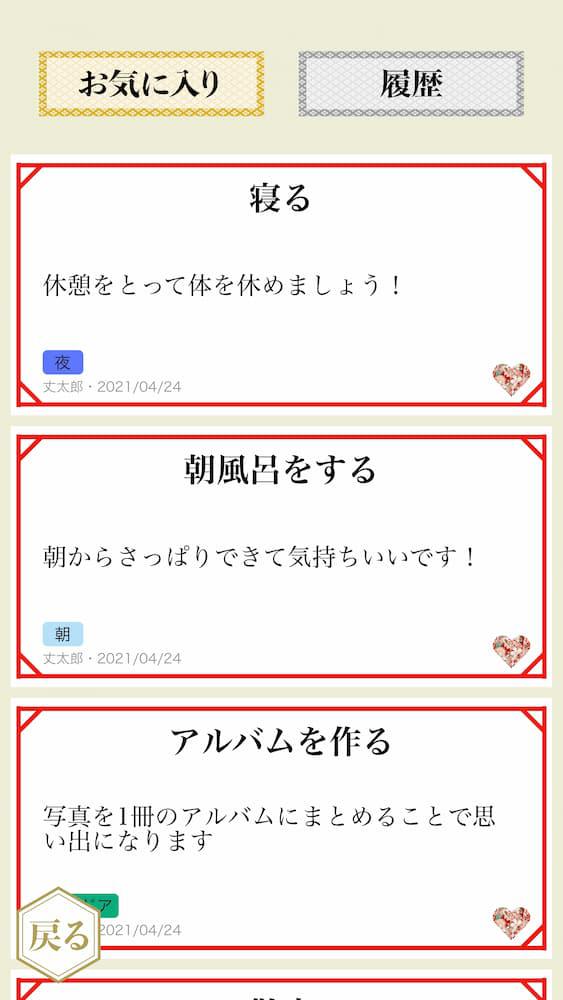 お気に入り
履歴
寝る
休憩をとって体を休めましょう！
夜
丈太郎・2021/04/24
朝風呂をする
朝からさっぱりできて気持ちいいです！
朝
丈太郎・2021/04/24
アルバムを作る
写真を1冊のアルバムにまとめることで思
い出になります
ア
2021/04/24
戻る